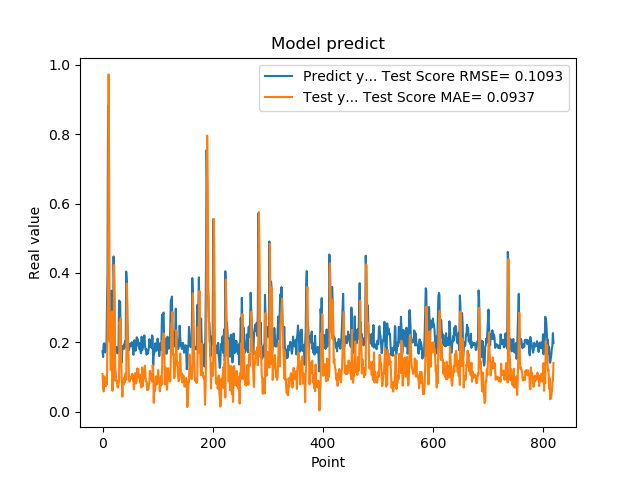 Model predict
Predict y... Test Score RMSE= 0.1093
Test y... Test Score MAE= 0.0937
1.0
0.8
0.6
0.4
0.2
0.0
Real value
0 200 400 600 800
Point